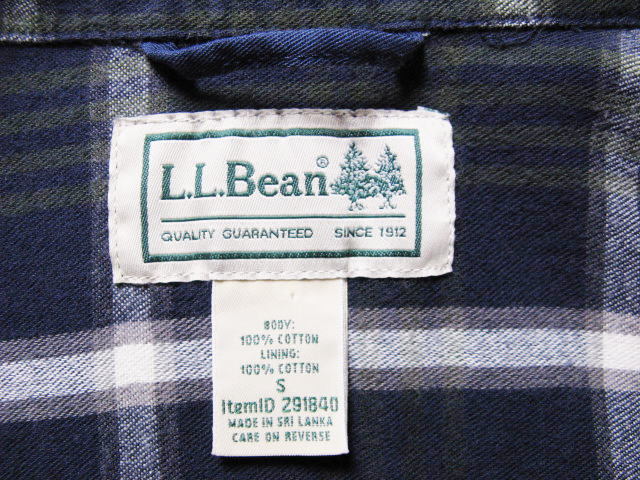 L.L.Bean®
QUALITY GUARANTEED SINCE 1912
BODY:
100% COTTON
LINING:
100% COTTON
S
ItemID 291840
MADE IN SRI LANKA
CARE ON REVERSE